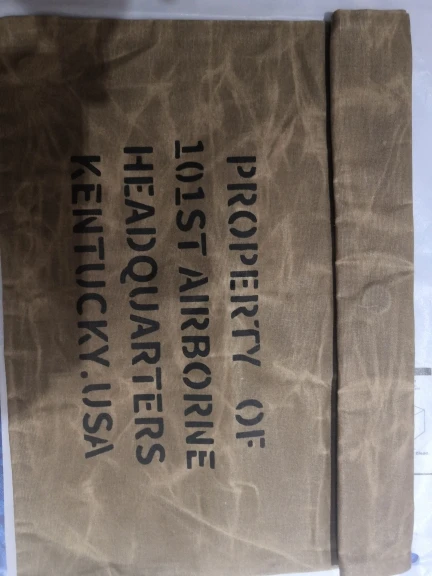 PROPERTY OF
101ST AIRBORNE
HEADQUARTERS
KENTUCKY.USA